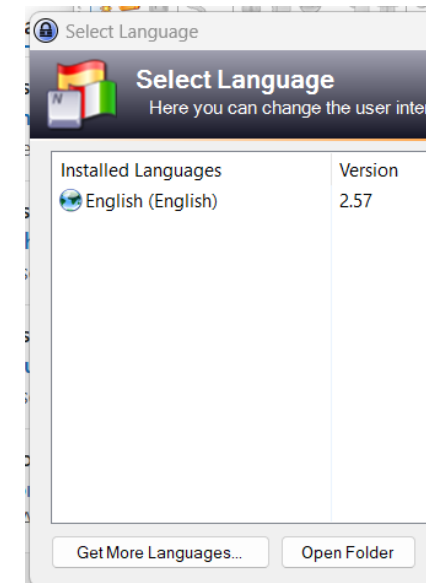 Select Language
Select Language
Here you can change the user inter
Installed Languages
Version
English (English)
2.57
Get More Languages...
Open Folder